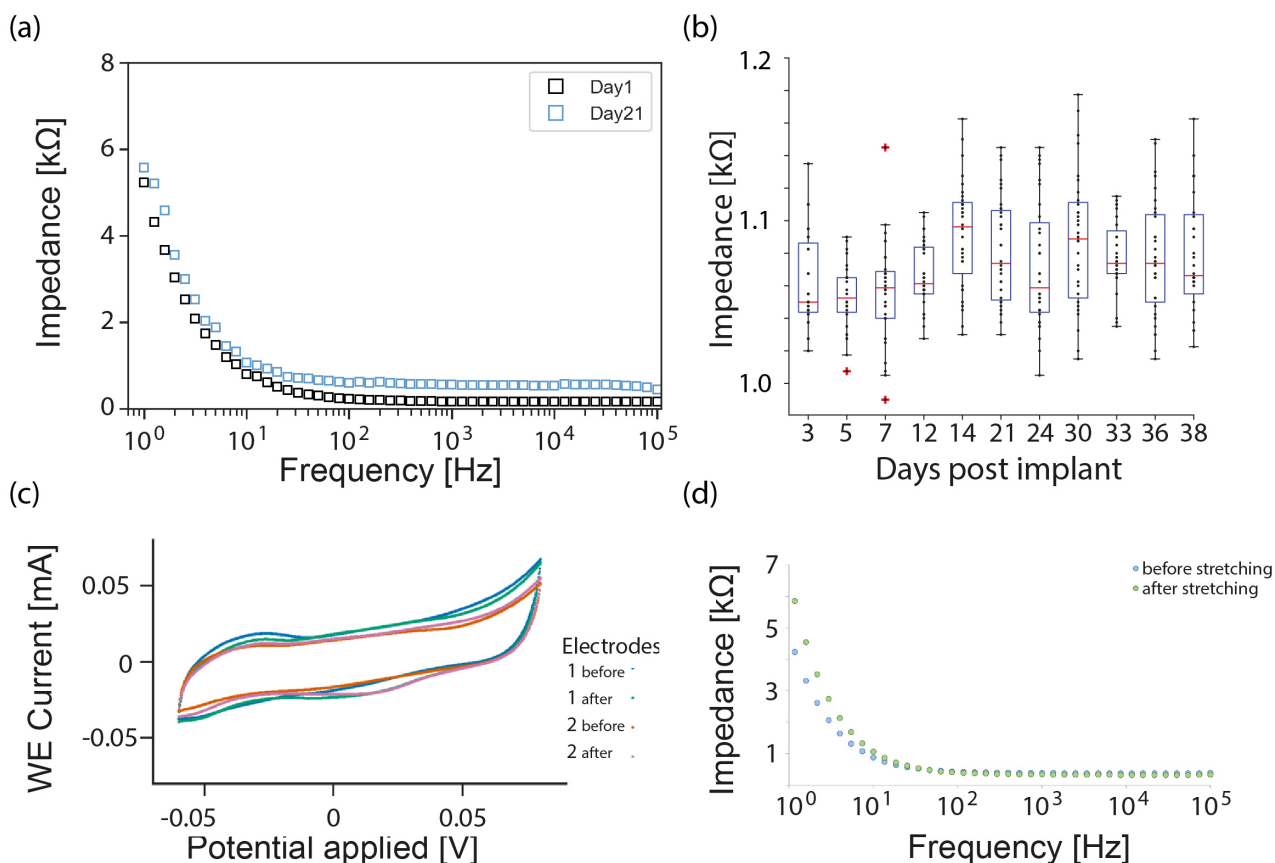 (a)
8
6
4
2
0
Impedance [kΩ]
Day1
Day21
10^0 10^1 10^2 10^3 10^4 10^5
Frequency [Hz]
(b)
1.2
1.1
1.0
Impedance [kΩ]
3 5 7 12 14 21 24 30 33 36 38
Days post implant
(c)
0.05
0
-0.05
WE Current [mA]
Electrodes
1 before
1 after
2 before
2 after
-0.05 0 0.05
Potential applied [V]
(d)
7
5
3
1
Impedance [kΩ]
before stretching
after stretching
10^0 10^1 10^2 10^3 10^4 10^5
Frequency [Hz]